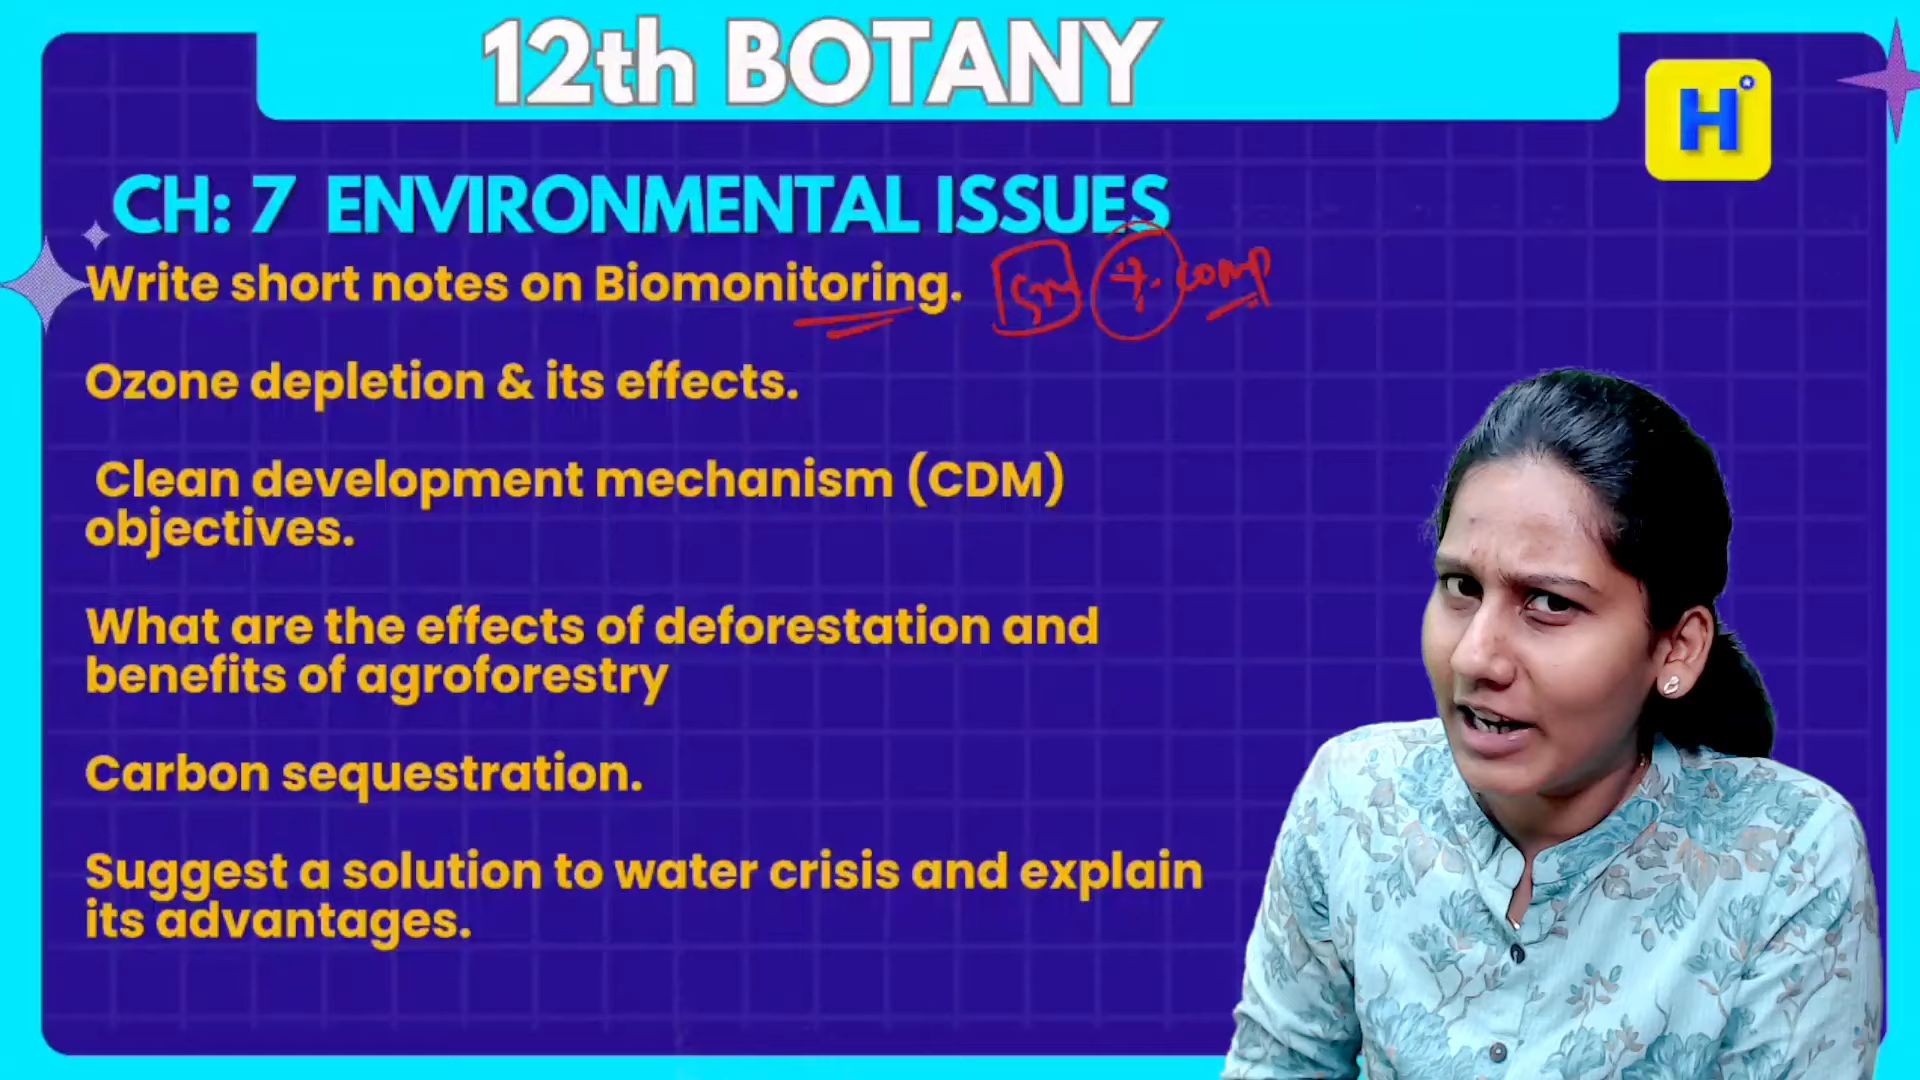 12th BOTANY
H
CH: 7 ENVIRONMENTAL ISSUES
Write short notes on Biomonitoring. 5m comp
Ozone depletion & its effects.
Clean development mechanism (CDM)
objectives.
What are the effects of deforestation and
benefits of agroforestry
Carbon sequestration.
Suggest a solution to water crisis and explain
its advantages.